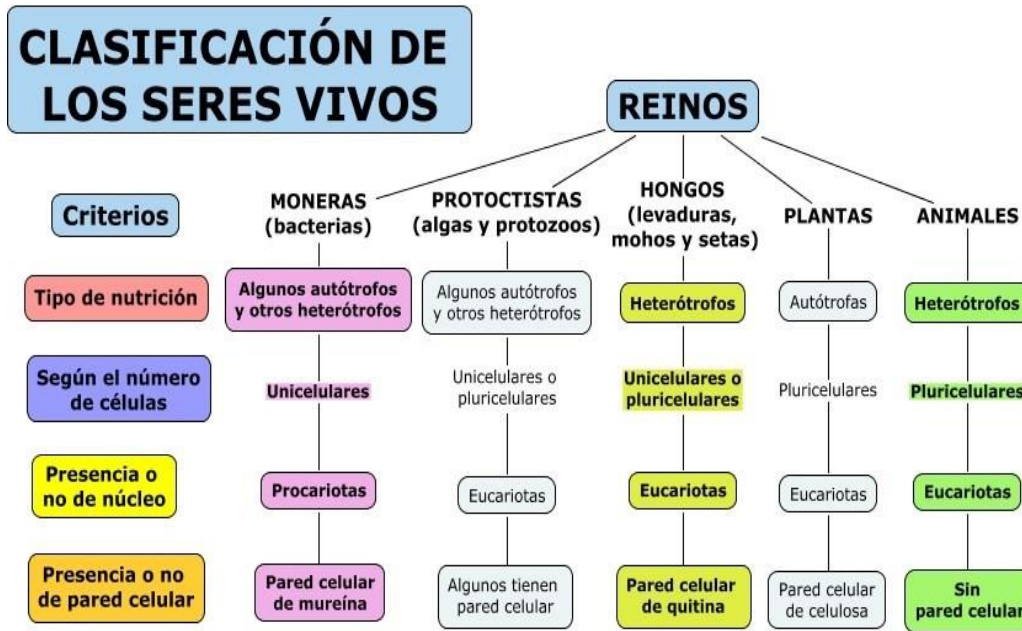 CLASIFICACIÓN DE
LOS SERES VIVOS
REINOS
Criterios
MONERAS
(bacterias)
PROTOCTISTAS
(algas y protozoos)
HONGOS
(levaduras,
mohos y setas)
PLANTAS
ANIMALES
Tipo de nutrición
Algunos autótrofos
y otros heterótrofos
Algunos autótrofos
y otros heterótrofos
Heterótrofos
Autótrofas
Heterótrofos
Según el número
de células
Unicelulares
Unicelulares o
pluricelulares
Unicelulares o
pluricelulares
Pluricelulares
Pluricelulares
Presencia o
no de núcleo
Procariotas
Eucariotas
Eucariotas
Eucariotas
Eucariotas
Presencia o no
de pared celular
Pared celular
de mureína
Algunos tienen
pared celular
Pared celular
de quitina
Pared celular
de celulosa
Sin
pared celular